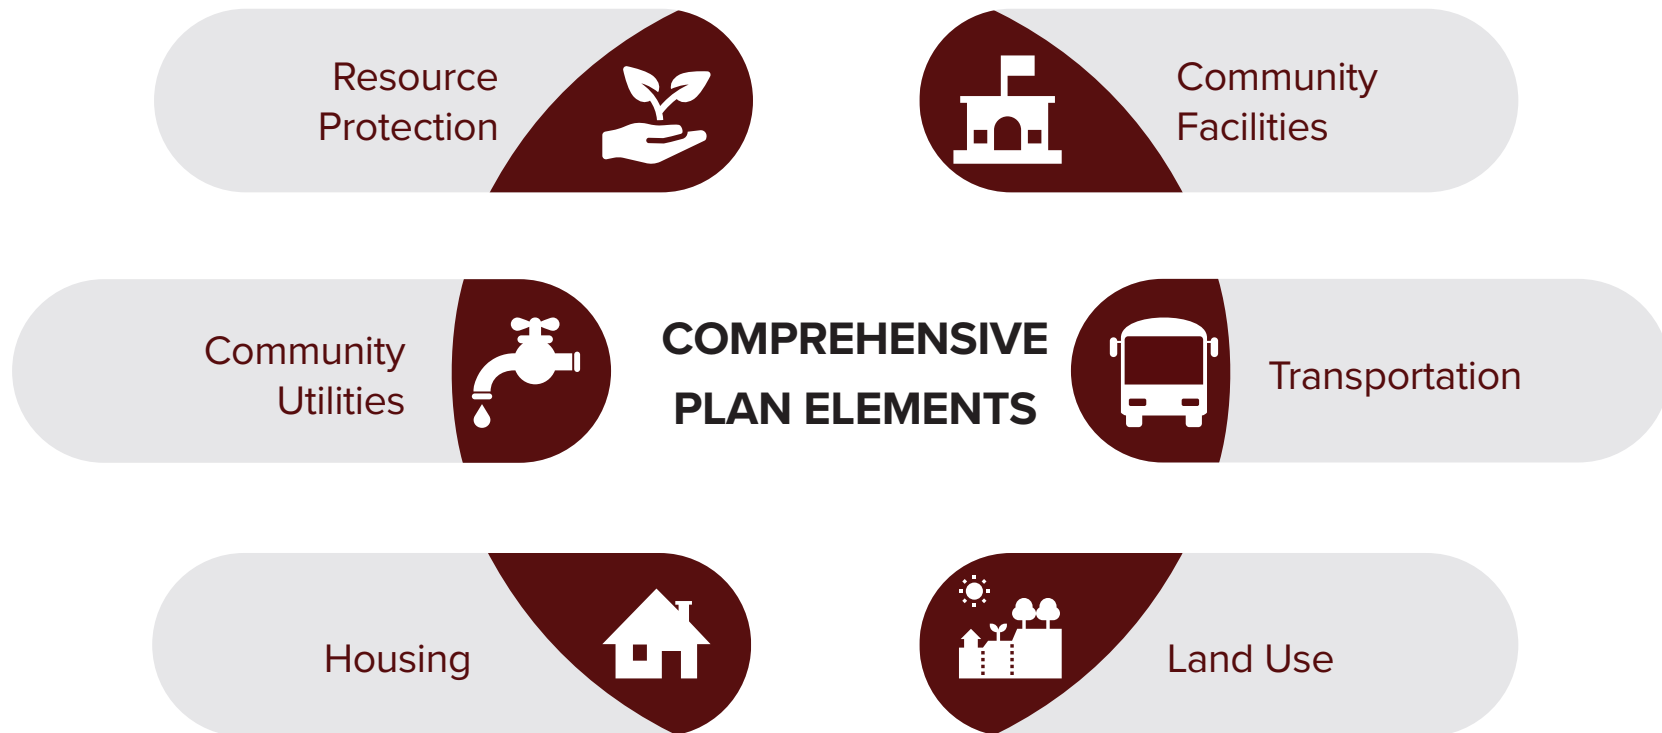 Resource
Protection
Community
Facilities
Community
Utilities
COMPREHENSIVE
PLAN ELEMENTS
Transportation
Housing
Land Use